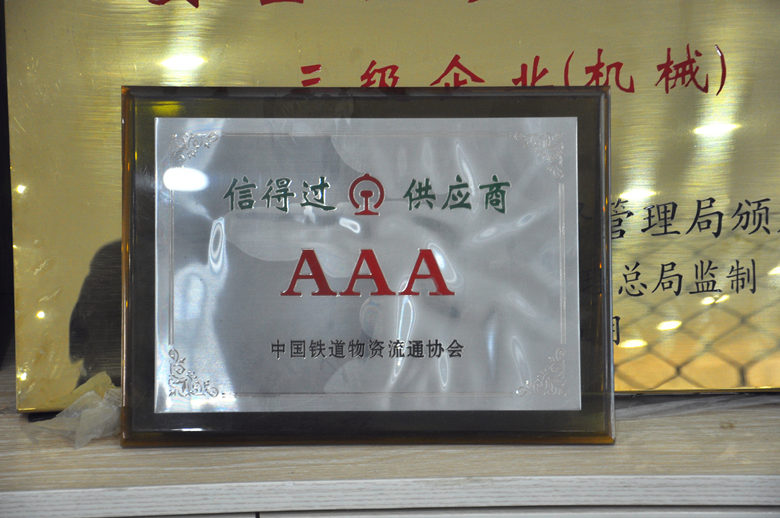 三级企业(机械)
信得过 供应商
AAA
中国铁道物资流通协会
管理局颁
总局监制